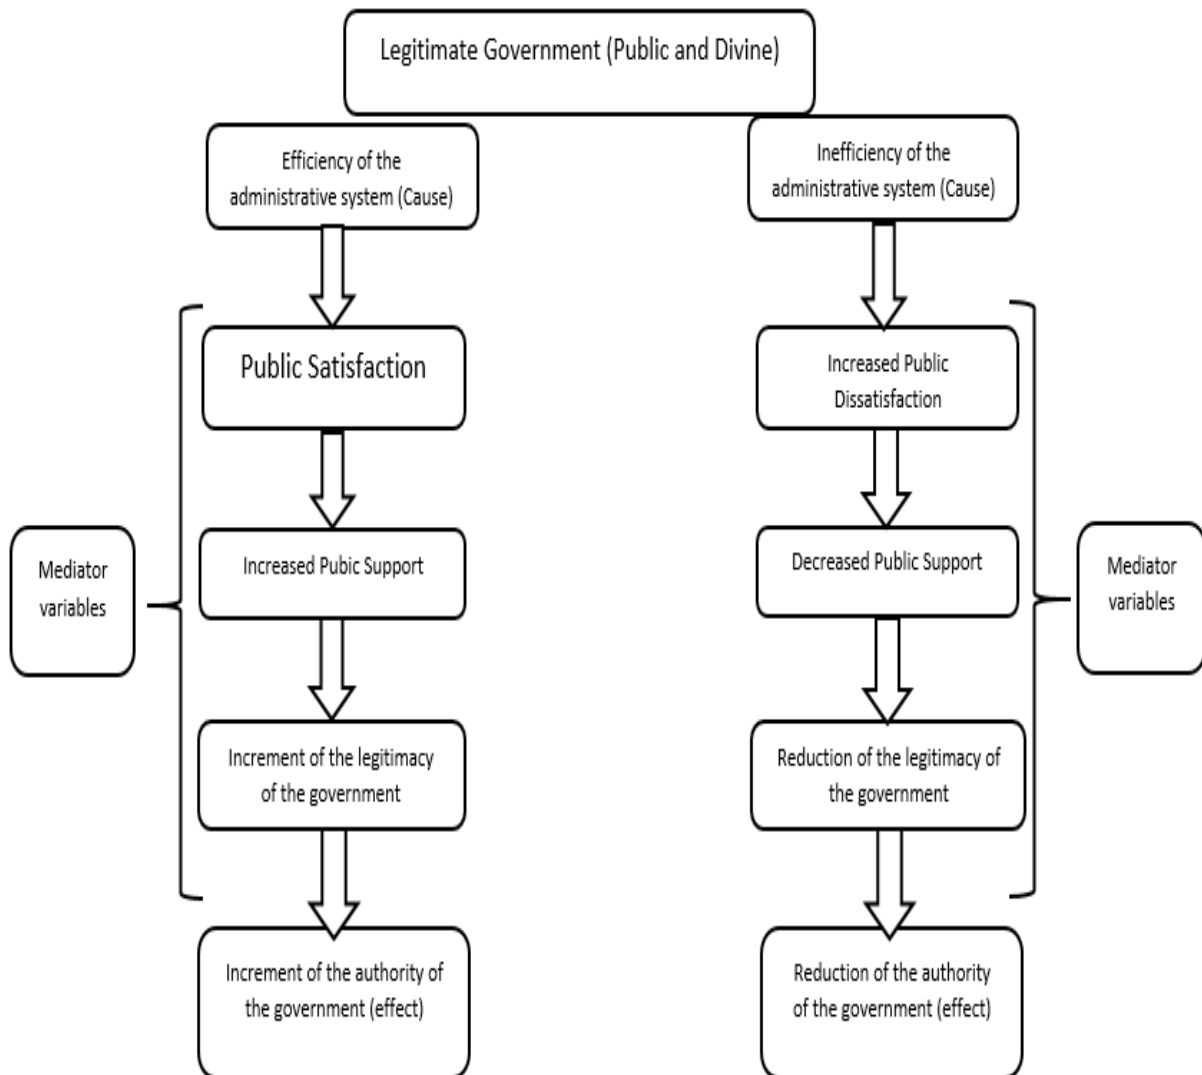 Legitimate Government (Public and Divine)
Efficiency of the
administrative system (Cause)
Inefficiency of the
administrative system (Cause)
Public Satisfaction
Increased Public
Dissatisfaction
Mediator
variables
Increased Pubic Support
Decreased Public Support
Mediator
variables
Increment of the legitimacy
of the government
Reduction of the legitimacy of
the government
Increment of the authority of
the government (effect)
Reduction of the authority
of the government (effect)